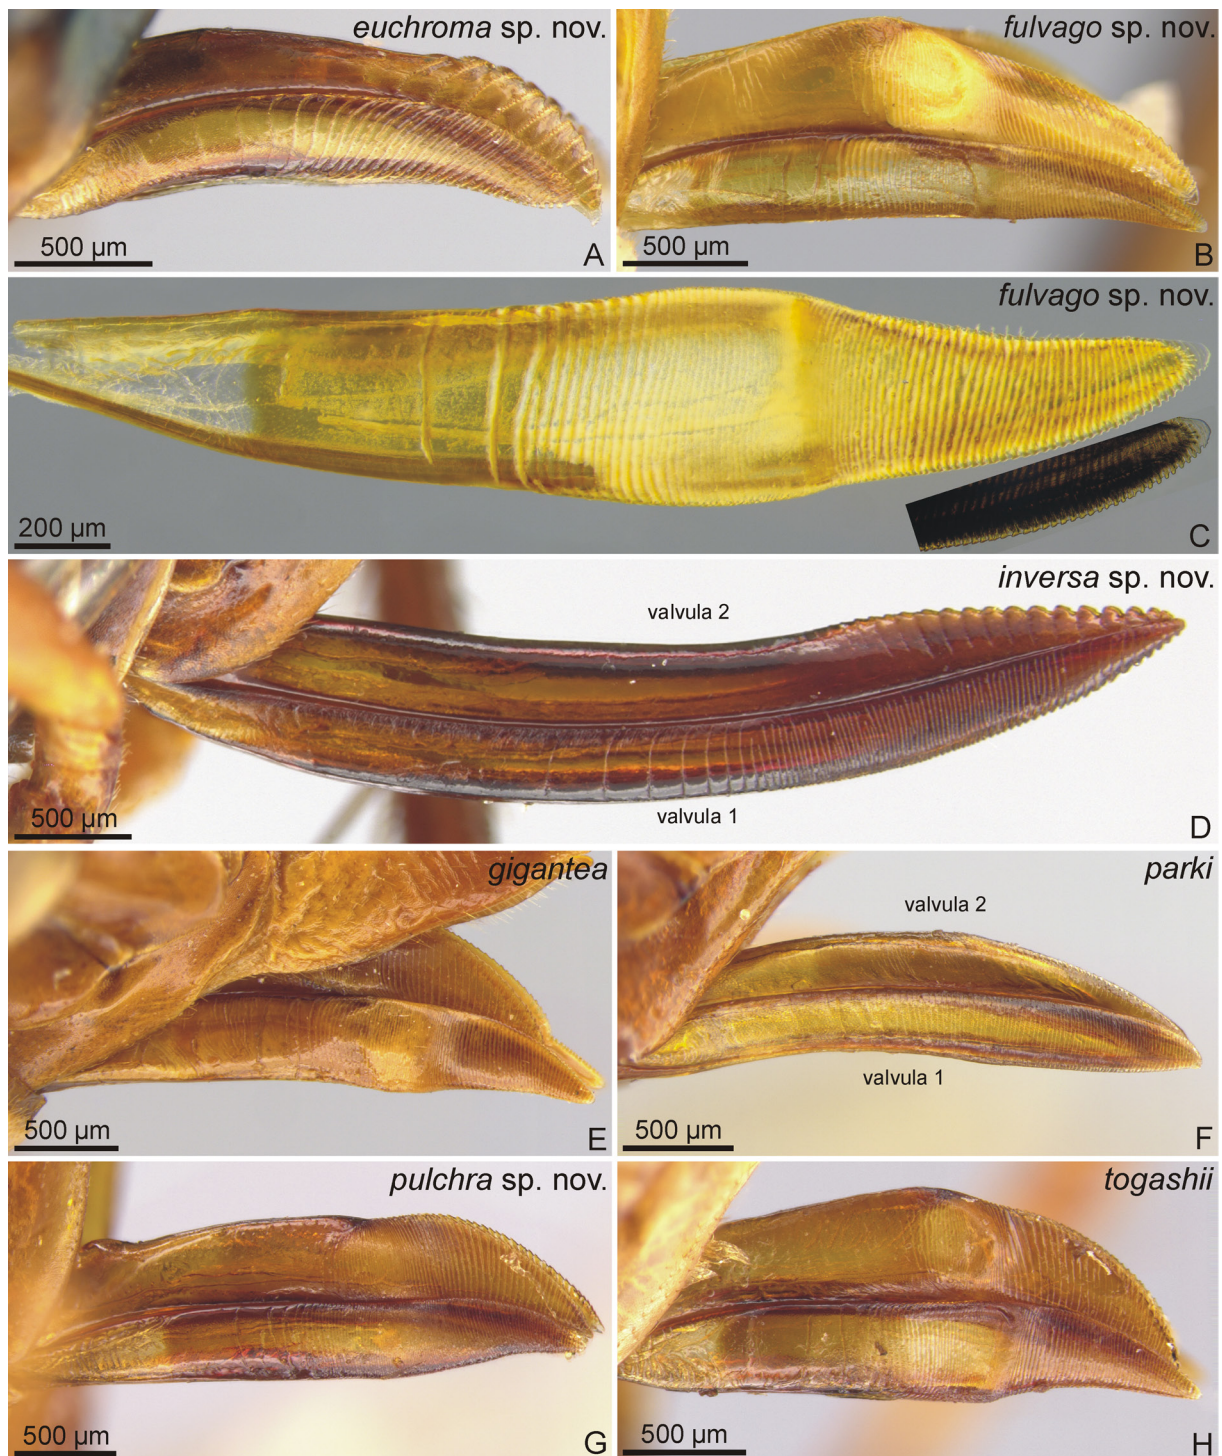 euchroma sp. nov.
500 µm
A
fulvago sp. nov.
500 µm
B
fulvago sp. nov.
200 µm
C
inversa sp. nov.
valvula 2
valvula 1
500 µm
D
gigantea
500 µm
E
parki
valvula 2
valvula 1
500 µm
F
pulchra sp. nov.
500 µm
G
togashii
500 µm
H